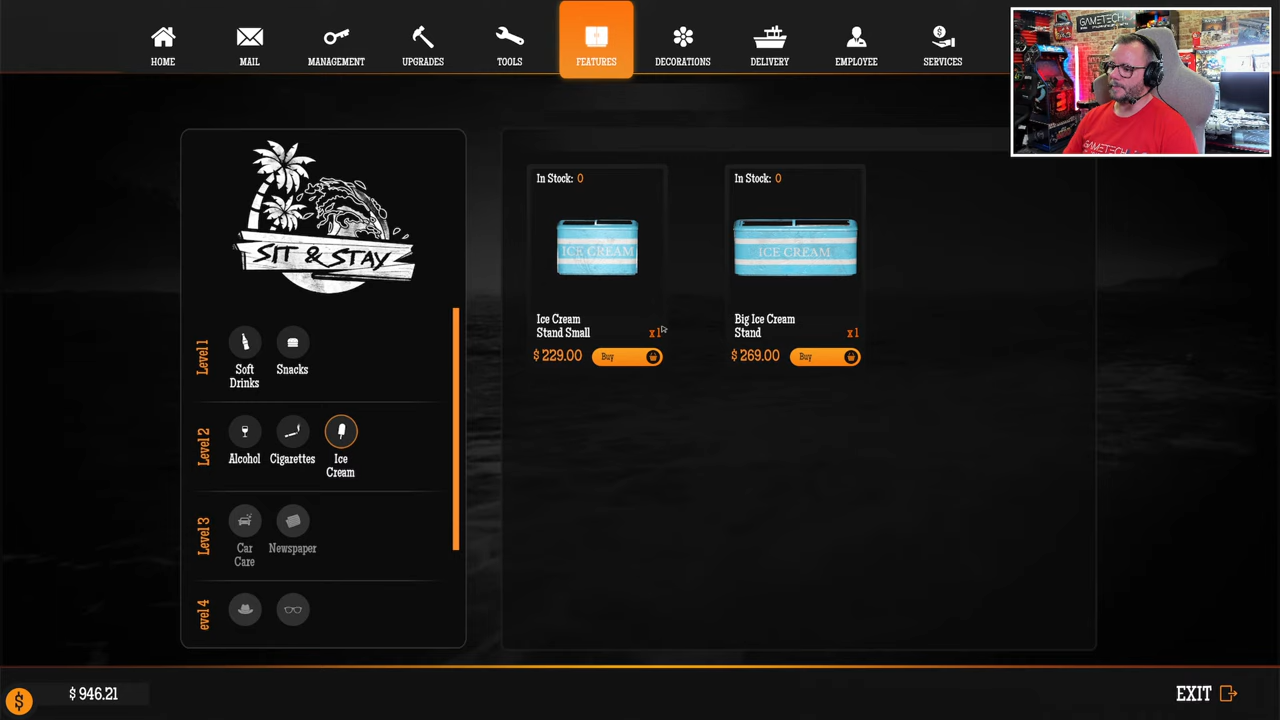 HOME
MAIL
MANAGEMENT
UPGRADES
TOOLS
FEATURES
DECORATIONS
DELIVERY
EMPLOYEE
SERVICES
GAMETECH
GAMETECH
SIT & STAY
Level 1
Soft Drinks
Snacks
Level 2
Alcohol
Cigarettes
Ice Cream
Level 3
Car Care
Newspaper
evel 4
In Stock: 0
ICE CREAM
Ice Cream
Stand Small
x1
$ 229.00
Buy
In Stock: 0
ICE CREAM
Big Ice Cream
Stand
x1
$ 269.00
Buy
$ 946.21
EXIT